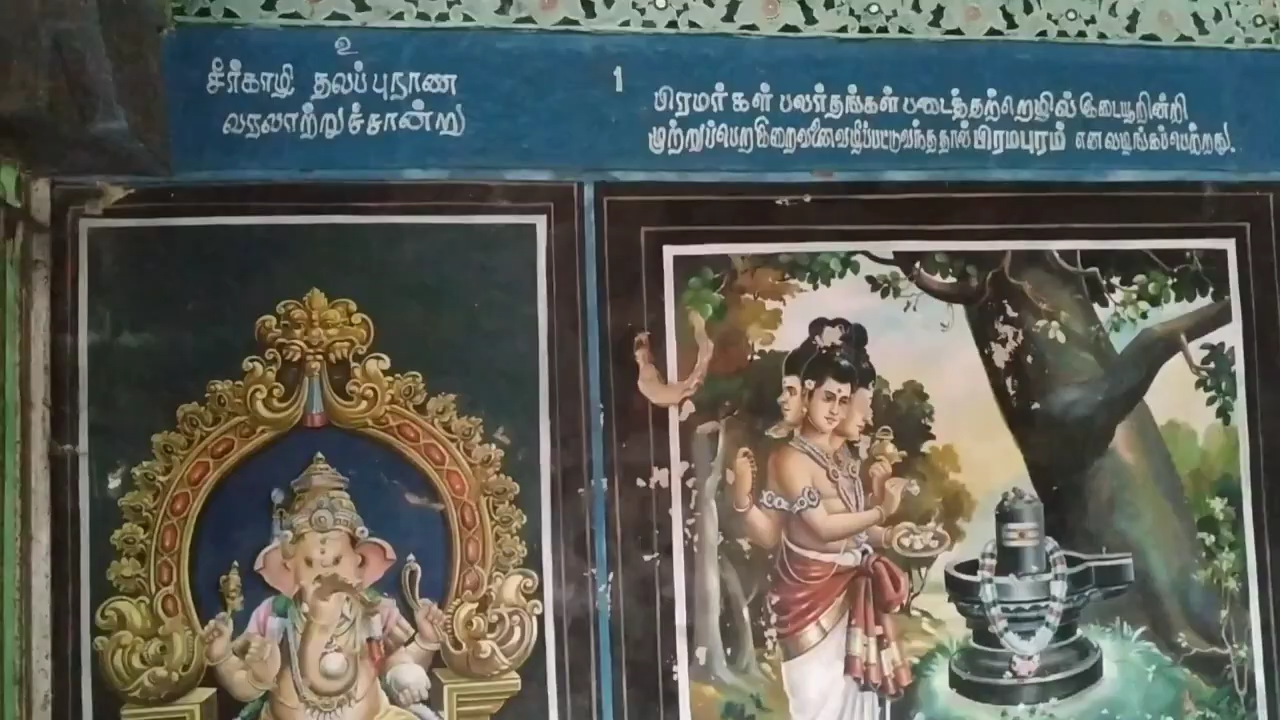 உ
சீர்காழி தலப்புராண
வரலாற்றுச்சான்று
1
பிரமர்கள் பலர்தங்கள் படைத்தற்றொழில் இடையூறின்றி
முற்றுப்பெற இறைவனைவழிப்பட்டுவந்ததால் பிரமபுரம் என வழங்கப்பெற்றது.